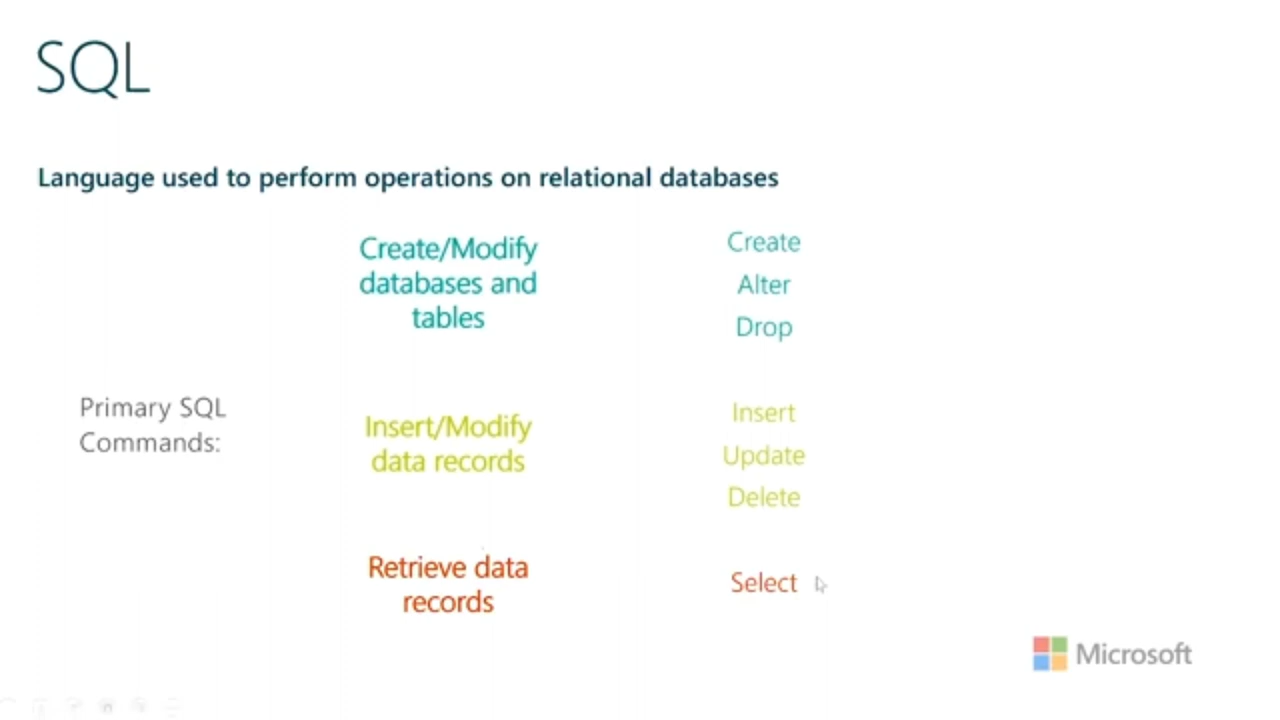 SQL
Language used to perform operations on relational databases
Primary SQL
Commands:
Create/Modify
databases and
tables
Create
Alter
Drop
Insert/Modify
data records
Insert
Update
Delete
Retrieve data
records
Select
Microsoft